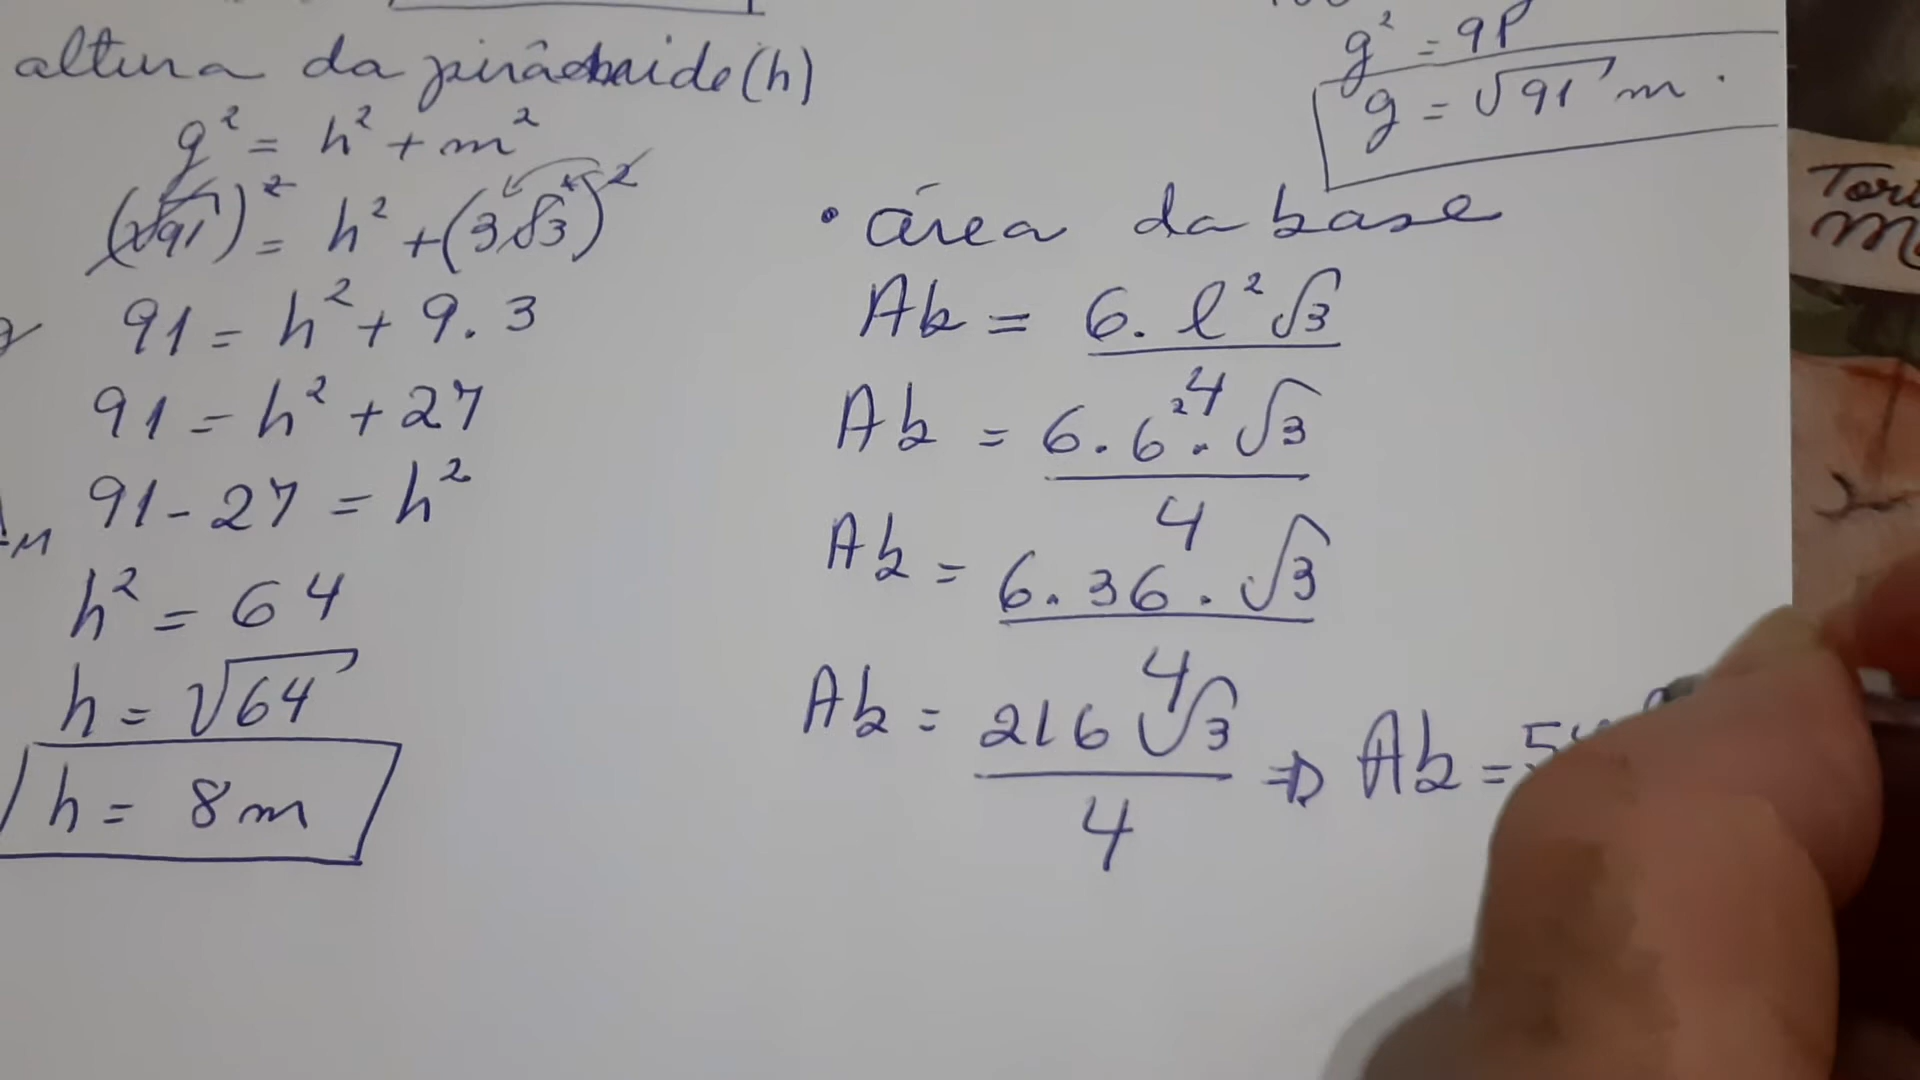 altura da pirâmide (h)
g² = h² + m²
(√91)² = h² + (3√3)²
91 = h² + 9.3
91 = h² + 27
91 - 27 = h²
h² = 64
h = √64
h = 8m
g² = 91
g = √91 m.
• área da base
Ab = 6.l²√3
4
Ab = 6.6².√3
4
Ab = 6.36.√3
4
Ab = 216√3 ⇒ Ab = 54
4